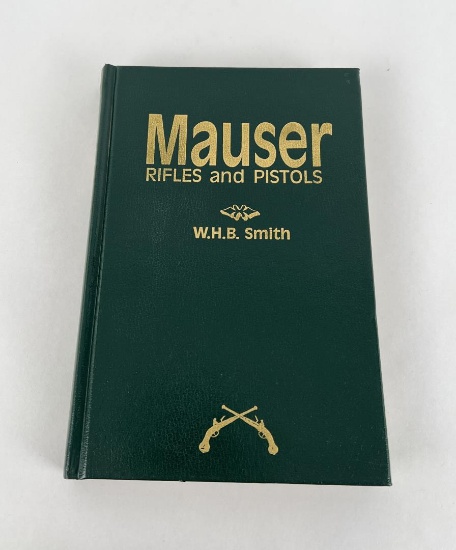 Mauser
RIFLES and PISTOLS
W.H.B. Smith